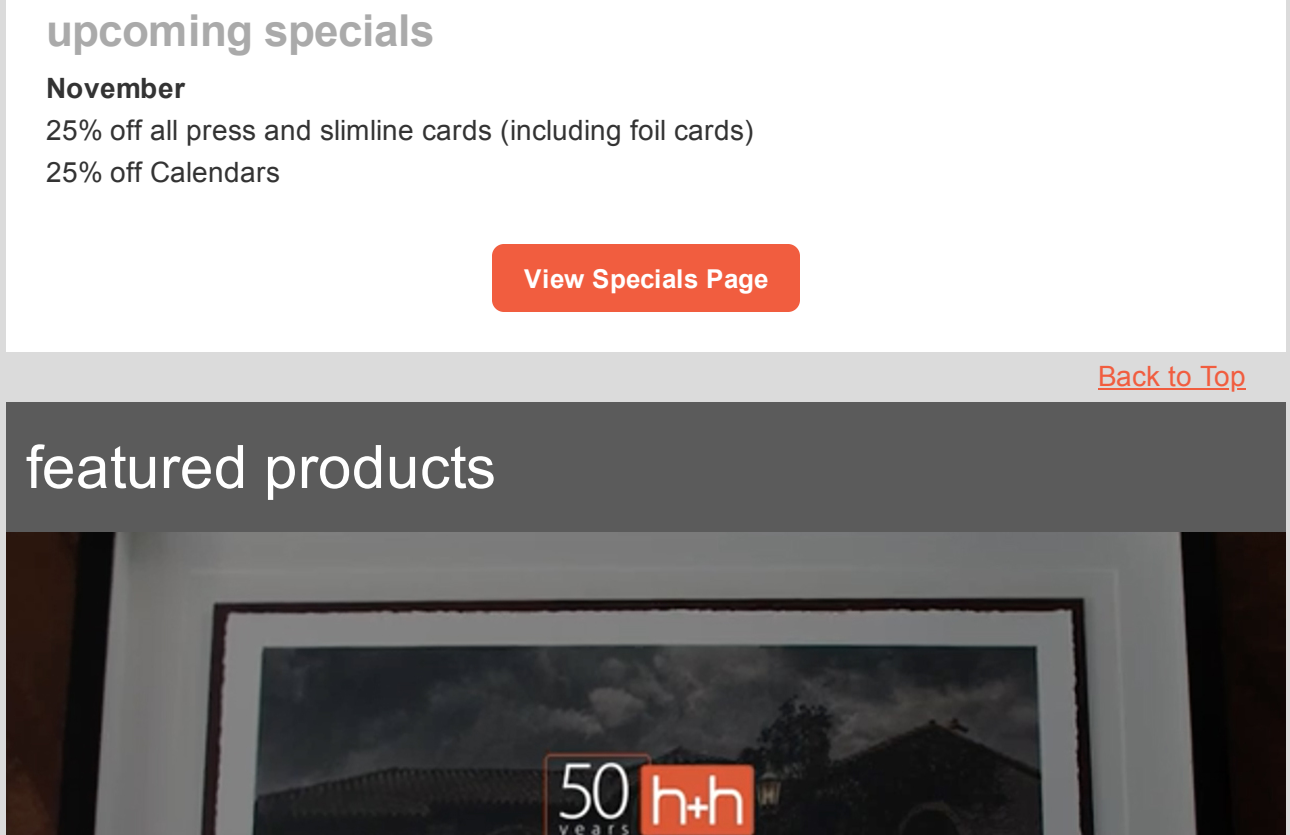 upcoming specials
November
25% off all press and slimline cards (including foil cards)
25% off Calendars
View Specials Page
Back to Top
featured products
50 h+h
years